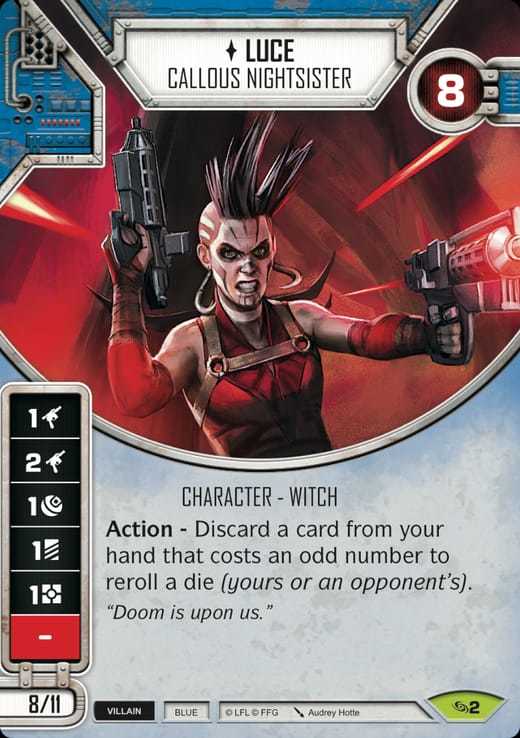 LUCE
CALLOUS NIGHTSISTER
8
1
2
1
1
1
-
CHARACTER - WITCH
Action - Discard a card from your
hand that costs an odd number to
reroll a die (yours or an opponent's).
“Doom is upon us.”
8/11
VILLAIN
BLUE
© LFL © FFG
Audrey Hotte
2